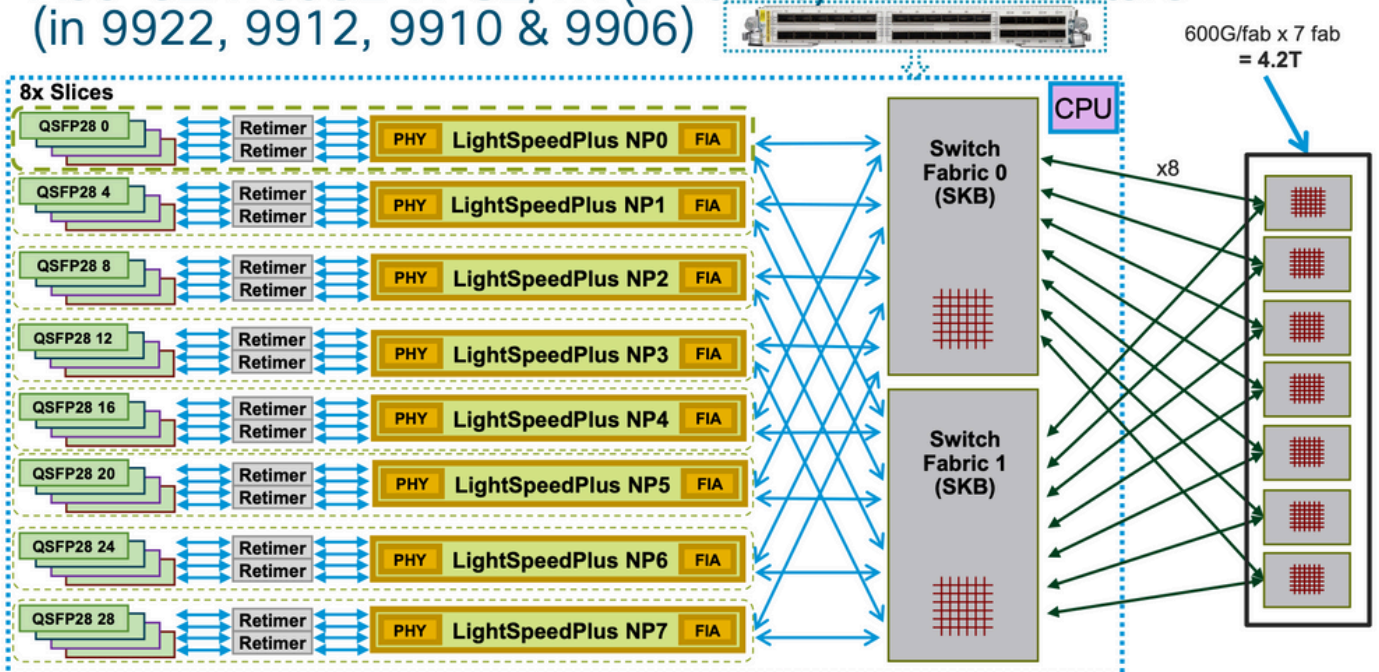 (in 9922, 9912, 9910 & 9906)
600G/fab x 7 fab
= 4.2T
8x Slices
CPU
QSFP28 0
Retimer
Retimer
PHY
LightSpeedPlus NP0
FIA
QSFP28 4
Retimer
Retimer
PHY
LightSpeedPlus NP1
FIA
QSFP28 8
Retimer
Retimer
PHY
LightSpeedPlus NP2
FIA
QSFP28 12
Retimer
Retimer
PHY
LightSpeedPlus NP3
FIA
QSFP28 16
Retimer
Retimer
PHY
LightSpeedPlus NP4
FIA
QSFP28 20
Retimer
Retimer
PHY
LightSpeedPlus NP5
FIA
QSFP28 24
Retimer
Retimer
PHY
LightSpeedPlus NP6
FIA
QSFP28 28
Retimer
Retimer
PHY
LightSpeedPlus NP7
FIA
Switch
Fabric 0
(SKB)
Switch
Fabric 1
(SKB)
x8